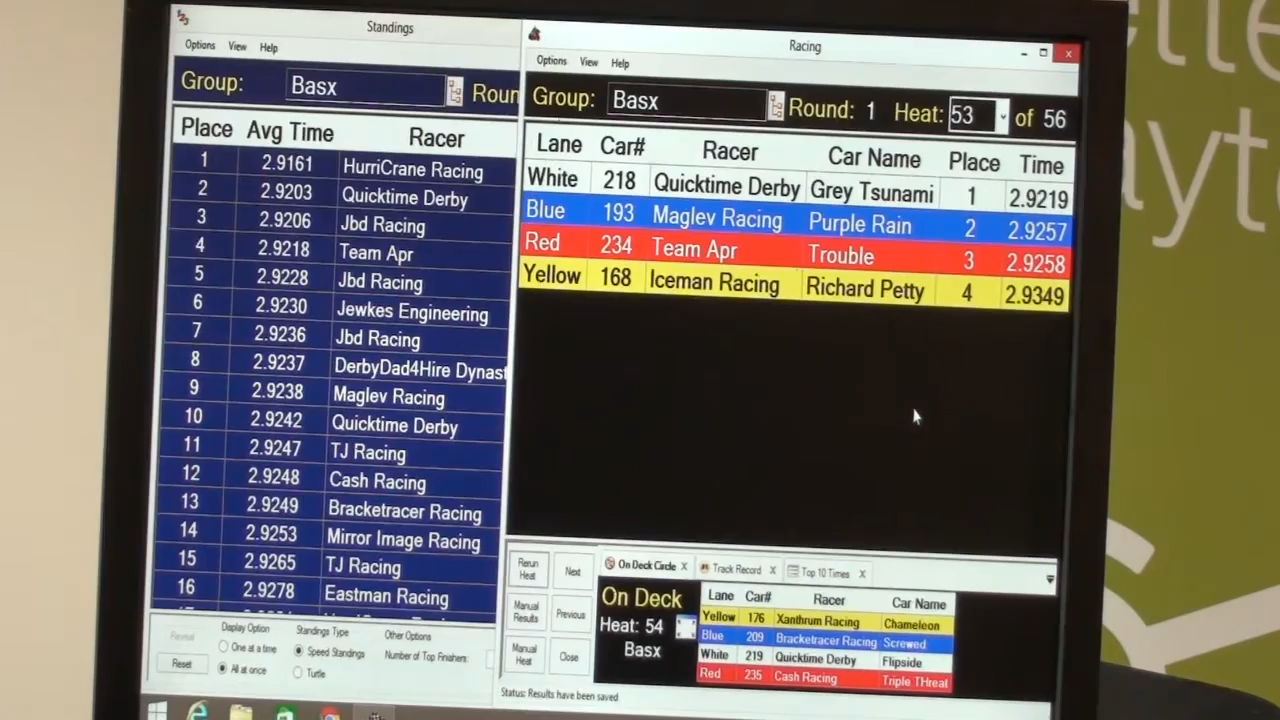 Standings
Options View Help
Group: Basx Roun
Place Avg Time Racer
1 2.9161 HurriCrane Racing
2 2.9203 Quicktime Derby
3 2.9206 Jbd Racing
4 2.9218 Team Apr
5 2.9228 Jbd Racing
6 2.9230 Jewkes Engineering
7 2.9236 Jbd Racing
8 2.9237 DerbyDad4Hire Dynast
9 2.9238 Maglev Racing
10 2.9242 Quicktime Derby
11 2.9247 TJ Racing
12 2.9248 Cash Racing
13 2.9249 Bracketracer Racing
14 2.9253 Mirror Image Racing
15 2.9265 TJ Racing
16 2.9278 Eastman Racing
Reveal
Reset
Display Option
One at a time
All at once
Standings Type
Speed Standings
Turtle
Other Options
Number of Top Finishers:
Racing
Options View Help
Group: Basx Round: 1 Heat: 53 of 56
Lane Car# Racer Car Name Place Time
White 218 Quicktime Derby Grey Tsunami 1 2.9219
Blue 193 Maglev Racing Purple Rain 2 2.9257
Red 234 Team Apr Trouble 3 2.9258
Yellow 168 Iceman Racing Richard Petty 4 2.9349
Rerun Heat
Next
Manual Results
Previous
Manual Heat
Close
On Deck Circle X Track Record X Top 10 Times X
On Deck
Heat: 54
Basx
Lane Car# Racer Car Name
Yellow 176 Xanthrum Racing Chameleon
Blue 209 Bracketracer Racing Screwed
White 219 Quicktime Derby Flipside
Red 235 Cash Racing Triple THreat
Status: Results have been saved
ette
ayt